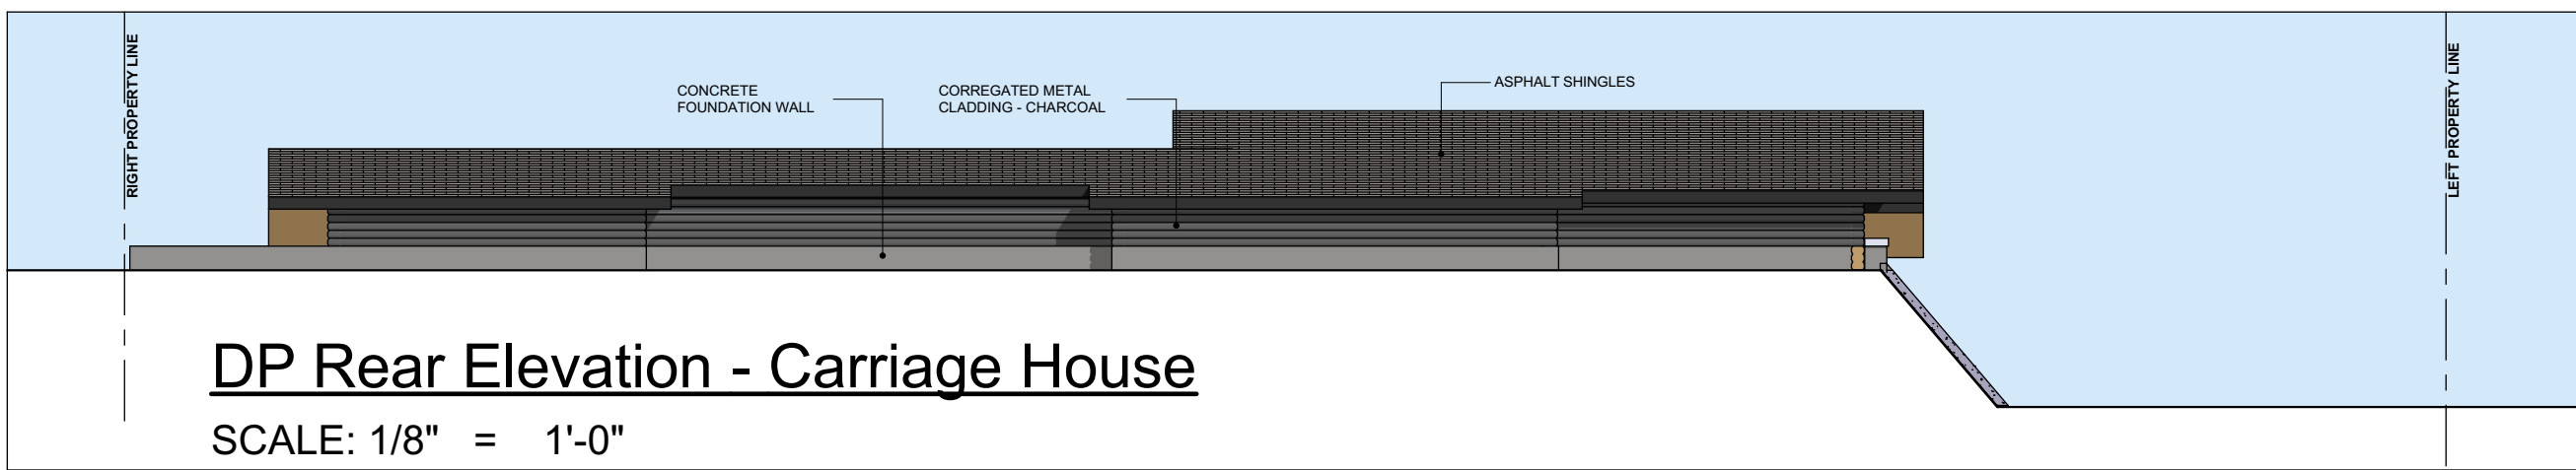 RIGHT PROPERTY LINE
CONCRETE
FOUNDATION WALL
CORREGATED METAL
CLADDING - CHARCOAL
ASPHALT SHINGLES
LEFT PROPERTY LINE
DP Rear Elevation - Carriage House
SCALE: 1/8" = 1'-0"